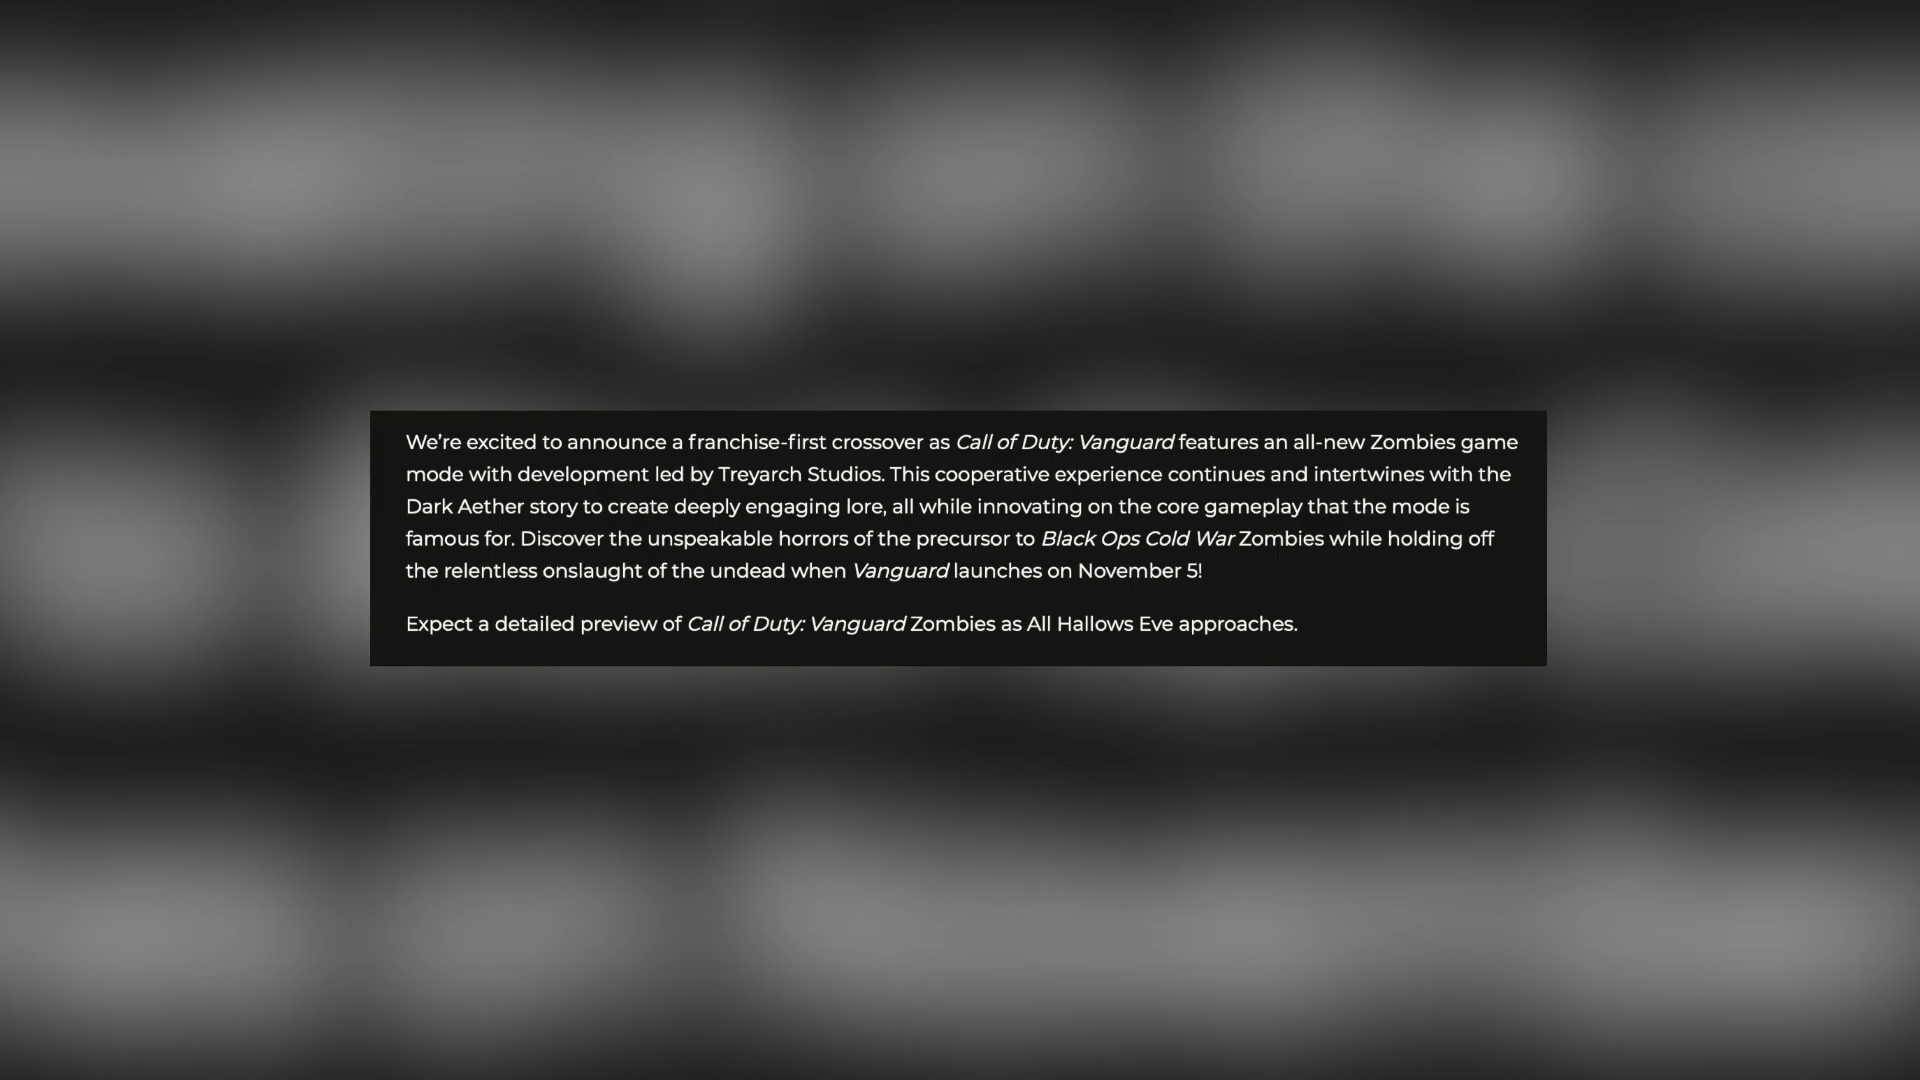 We’re excited to announce a franchise-first crossover as Call of Duty: Vanguard features an all-new Zombies game
mode with development led by Treyarch Studios. This cooperative experience continues and intertwines with the
Dark Aether story to create deeply engaging lore, all while innovating on the core gameplay that the mode is
famous for. Discover the unspeakable horrors of the precursor to Black Ops Cold War Zombies while holding off
the relentless onslaught of the undead when Vanguard launches on November 5!
Expect a detailed preview of Call of Duty: Vanguard Zombies as All Hallows Eve approaches.